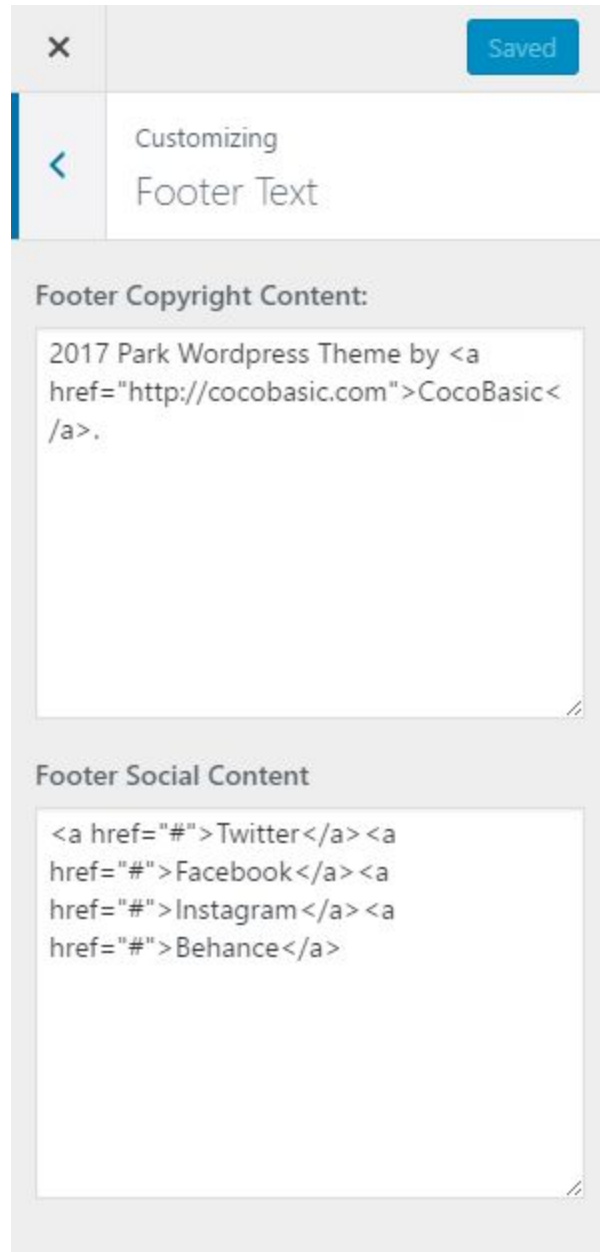 Saved
Customizing
Footer Text
Footer Copyright Content:
2017 Park Wordpress Theme by <a
href="http://cocobasic.com">CocoBasic<
/a>.
Footer Social Content
<a href="#">Twitter</a><a
href="#">Facebook</a><a
href="#">Instagram</a><a
href="#">Behance</a>